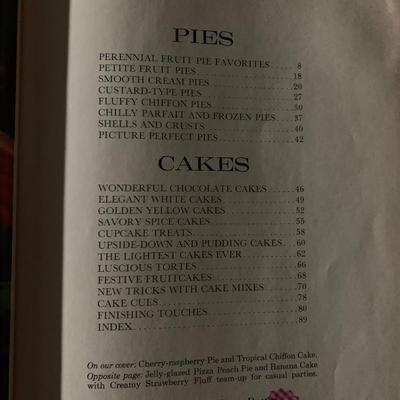 PIES
PERENNIAL FRUIT PIE FAVORITES ..... 8
PETITE FRUIT PIES ..... 18
SMOOTH CREAM PIES ..... 20
CUSTARD-TYPE PIES ..... 27
FLUFFY CHIFFON PIES ..... 30
CHILLY PARFAIT AND FROZEN PIES ..... 37
SHELLS AND CRUSTS ..... 40
PICTURE PERFECT PIES ..... 42
CAKES
WONDERFUL CHOCOLATE CAKES ..... 46
ELEGANT WHITE CAKES ..... 49
GOLDEN YELLOW CAKES ..... 52
SAVORY SPICE CAKES ..... 55
CUPCAKE TREATS ..... 58
UPSIDE-DOWN AND PUDDING CAKES ..... 60
THE LIGHTEST CAKES EVER ..... 62
LUSCIOUS TORTES ..... 66
FESTIVE FRUITCAKES ..... 68
NEW TRICKS WITH CAKE MIXES ..... 70
CAKE CUES ..... 78
FINISHING TOUCHES ..... 80
INDEX ..... 89
On our cover: Cherry-raspberry Pie and Tropical Chiffon Cake.
Opposite page: Jelly-glazed Pizza Peach Pie and Banana Cake
with Creamy Strawberry Fluff team-up for casual parties.